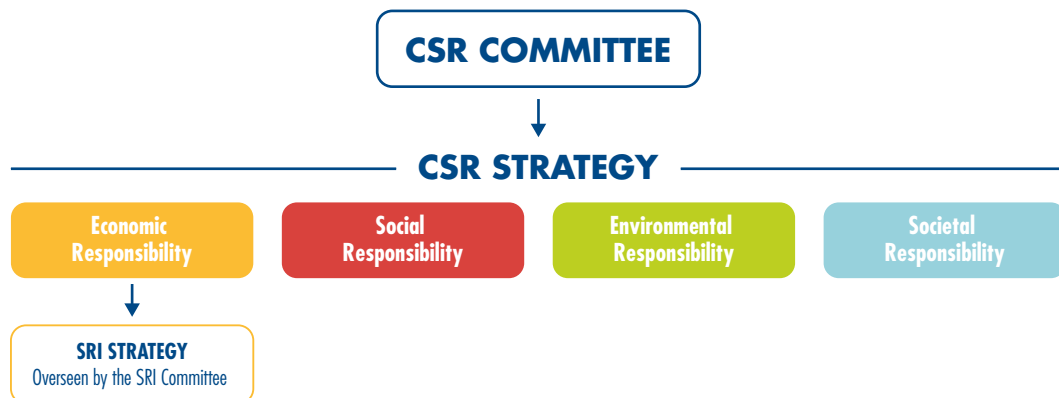 CSR COMMITTEE
CSR STRATEGY
Economic
Responsibility
Social
Responsibility
Environmental
Responsibility
Societal
Responsibility
SRI STRATEGY
Overseen by the SRI Committee